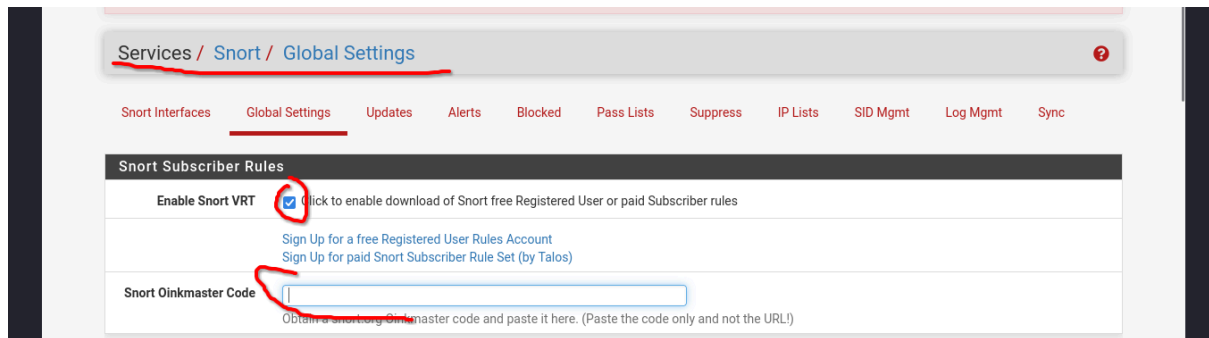 Services / Snort / Global Settings
Snort Interfaces Global Settings Updates Alerts Blocked Pass Lists Suppress IP Lists SID Mgmt Log Mgmt Sync
Snort Subscriber Rules
Enable Snort VRT Click to enable download of Snort free Registered User or paid Subscriber rules
Sign Up for a free Registered User Rules Account
Sign Up for paid Snort Subscriber Rule Set (by Talos)
Snort Oinkmaster Code
Obtain a snort.org Oinkmaster code and paste it here. (Paste the code only and not the URL!)